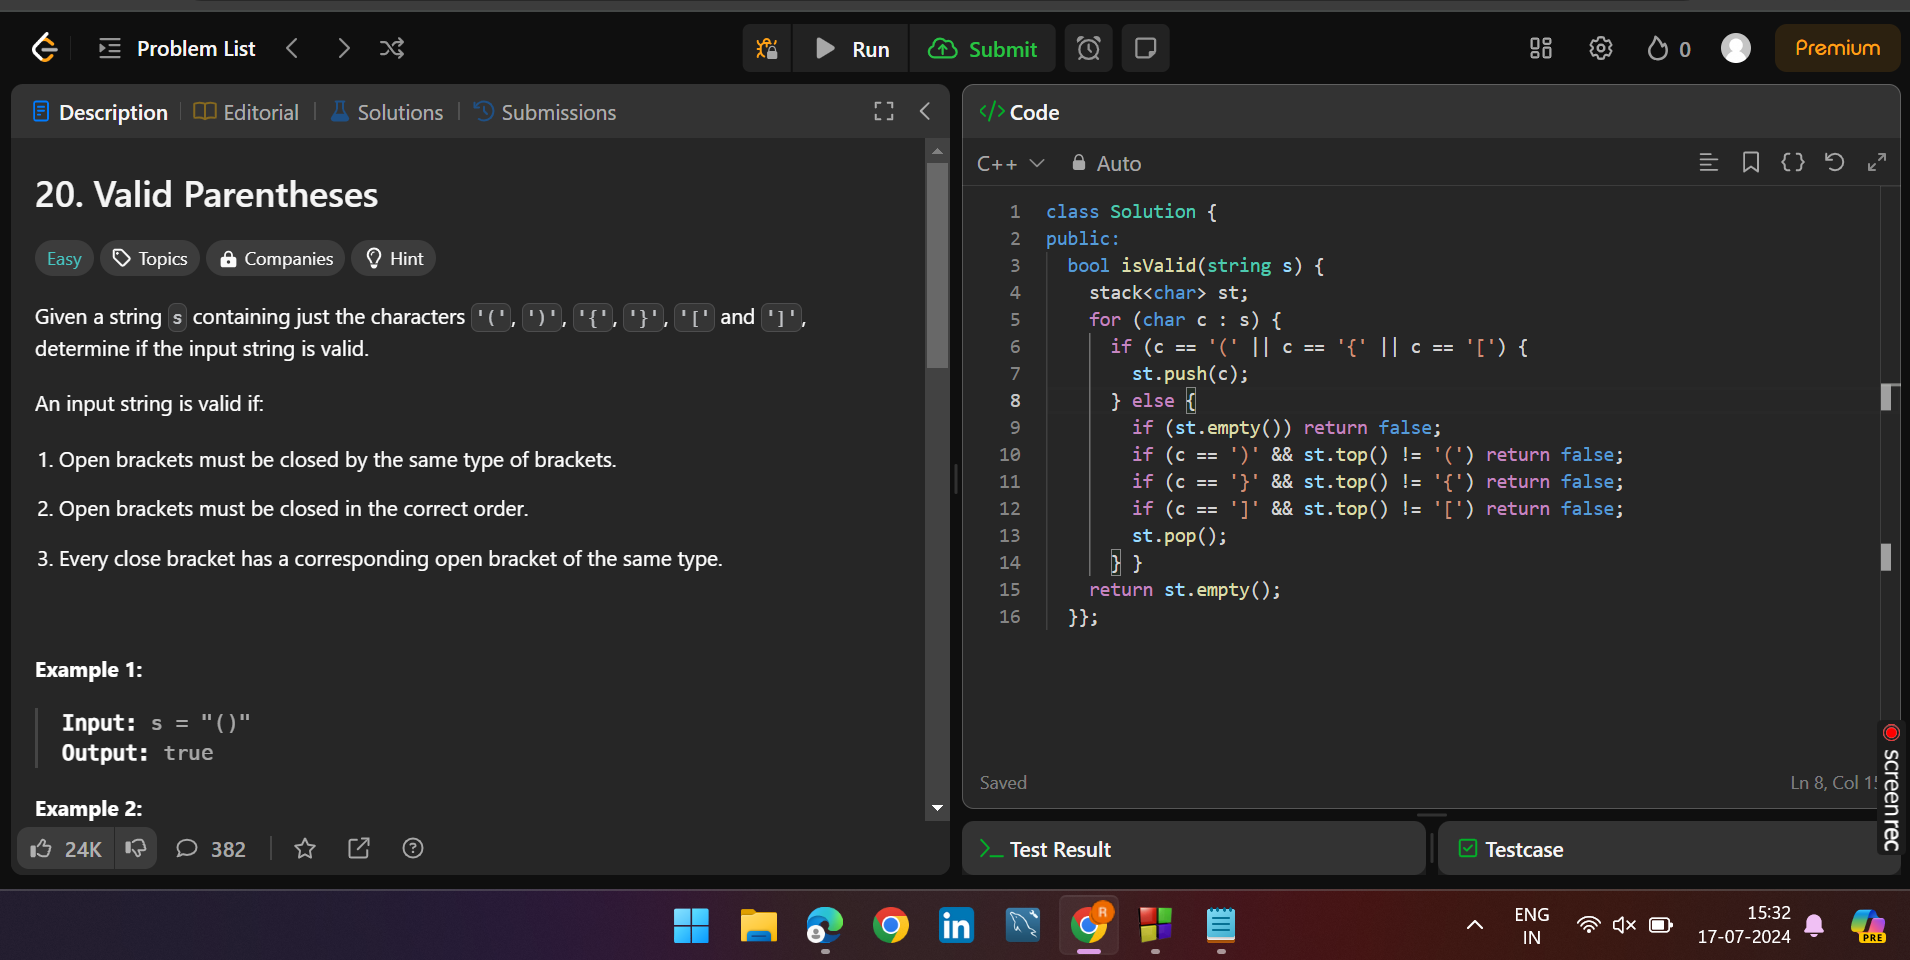 Problem List
Run
Submit
0
Premium
Description
Editorial
Solutions
Submissions
20. Valid Parentheses
Easy
Topics
Companies
Hint
Given a string s containing just the characters '(', ')', '{', '}', '[' and ']',
determine if the input string is valid.
An input string is valid if:
1. Open brackets must be closed by the same type of brackets.
2. Open brackets must be closed in the correct order.
3. Every close bracket has a corresponding open bracket of the same type.
Example 1:
Input: s = "()"
Output: true
Example 2:
24K
382
</> Code
C++
Auto
1 class Solution {
2 public:
3 bool isValid(string s) {
4 stack<char> st;
5 for (char c : s) {
6 if (c == '(' || c == '{' || c == '[') {
7 st.push(c);
8 } else {
9 if (st.empty()) return false;
10 if (c == ')' && st.top() != '(') return false;
11 if (c == '}' && st.top() != '{') return false;
12 if (c == ']' && st.top() != '[') return false;
13 st.pop();
14 } }
15 return st.empty();
16 }};
Saved
Ln 8, Col
screenrec
Test Result
Testcase
in
R
ENG
IN
15:32
17-07-2024
PRE